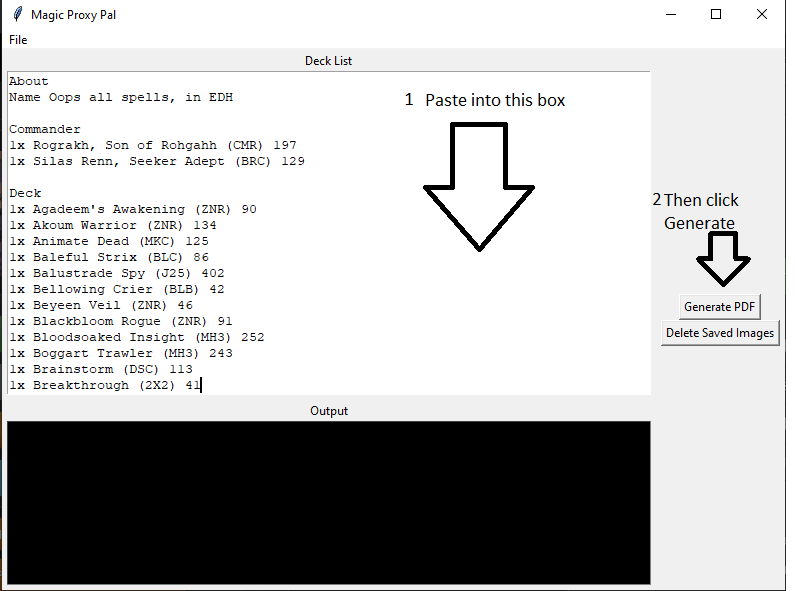 Magic Proxy Pal
File
Deck List
About
Name Oops all spells, in EDH
Commander
1x Rograkh, Son of Rohgahh (CMR) 197
1x Silas Renn, Seeker Adept (BRC) 129
Deck
1x Agadeem's Awakening (ZNR) 90
1x Akoum Warrior (ZNR) 134
1x Animate Dead (MKC) 125
1x Baleful Strix (BLC) 86
1x Balustrade Spy (J25) 402
1x Bellowing Crier (BLB) 42
1x Beyeen Veil (ZNR) 46
1x Blackbloom Rogue (ZNR) 91
1x Bloodsoaked Insight (MH3) 252
1x Boggart Trawler (MH3) 243
1x Brainstorm (DSC) 113
1x Breakthrough (2X2) 41
1 Paste into this box
2 Then click
Generate
Generate PDF
Delete Saved Images
Output